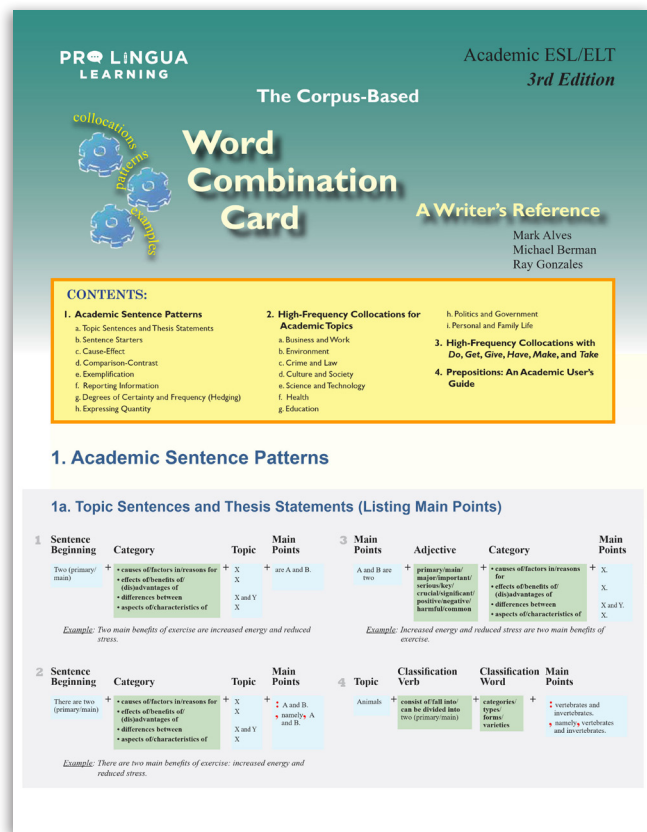 PRO LINGUA
LEARNING
Academic ESL/ELT
3rd Edition
The Corpus-Based
collocations
patterns
examples
Word
Combination
Card
A Writer's Reference
Mark Alves
Michael Berman
Ray Gonzales
CONTENTS:
1. Academic Sentence Patterns
a. Topic Sentences and Thesis Statements
b. Sentence Starters
c. Cause-Effect
d. Comparison-Contrast
e. Exemplification
f. Reporting Information
g. Degrees of Certainty and Frequency (Hedging)
h. Expressing Quantity
2. High-Frequency Collocations for
Academic Topics
a. Business and Work
b. Environment
c. Crime and Law
d. Culture and Society
e. Science and Technology
f. Health
g. Education
h. Politics and Government
i. Personal and Family Life
3. High-Frequency Collocations with
Do, Get, Give, Have, Make, and Take
4. Prepositions: An Academic User's
Guide
1. Academic Sentence Patterns
1a. Topic Sentences and Thesis Statements (Listing Main Points)
1 Sentence Beginning Category Topic Main Points
Two (primary/
main)
+
• causes of/factors in/reasons for
• effects of/benefits of/
(dis)advantages of
• differences between
• aspects of/characteristics of
+
X
X
X and Y
X
+ are A and B.
Example: Two main benefits of exercise are increased energy and reduced
stress.
2 Sentence Beginning Category Topic Main Points
There are two
(primary/main)
+
• causes of/factors in/reasons for
• effects of/benefits of/
(dis)advantages of
• differences between
• aspects of/characteristics of
+
X
X
X and Y
X
+
: A and B.
, namely, A
and B.
Example: There are two main benefits of exercise: increased energy and
reduced stress.
3 Main Points Adjective Category Main Points
A and B are
two
+
primary/main/
major/important/
serious/key/
crucial/significant/
positive/negative/
harmful/common
+
• causes of/factors in/reasons
for
• effects of/benefits of/
(dis)advantages of
• differences between
• aspects of/characteristics of
+
X.
X.
X and Y.
X.
Example: Increased energy and reduced stress are two main benefits of
exercise.
4 Topic Classification Verb Classification Word Main Points
Animals
+
consist of/fall into/
can be divided into
two (primary/main)
+
categories/
types/
forms/
varieties
+
: vertebrates and
invertebrates.
, namely, vertebrates
and invertebrates.